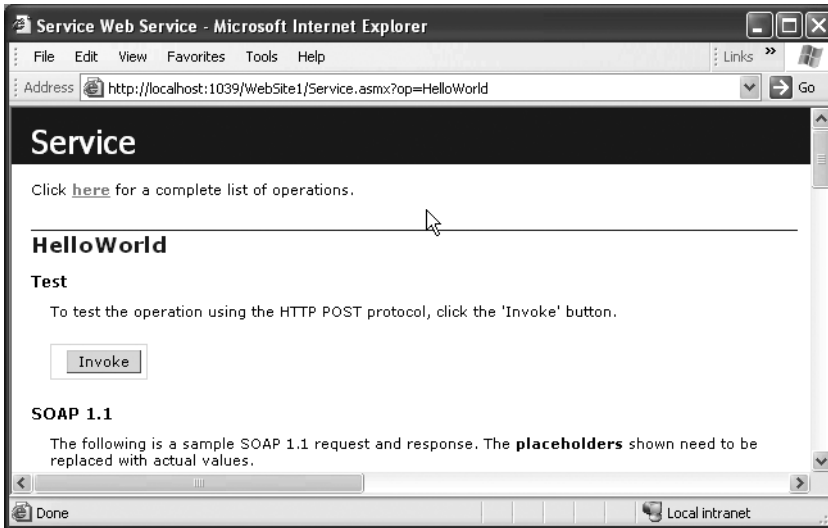 Service Web Service - Microsoft Internet Explorer
File Edit View Favorites Tools Help Links »
Address http://localhost:1039/WebSite1/Service.asmx?op=HelloWorld Go
Service
Click here for a complete list of operations.
HelloWorld
Test
To test the operation using the HTTP POST protocol, click the 'Invoke' button.
Invoke
SOAP 1.1
The following is a sample SOAP 1.1 request and response. The placeholders shown need to be
replaced with actual values.
Done Local intranet